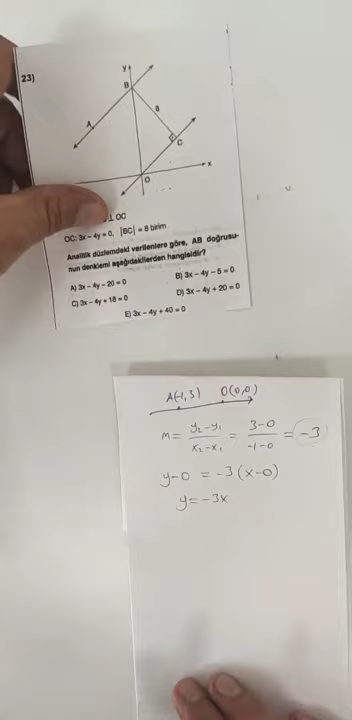 23)
y
B
8
A
C
x
O
⊥ OC
OC: 3x − 4y = 0, |BC| = 8 birim
Analitik düzlemdeki verilenlere göre, AB doğrusu-
nun denklemi aşağıdakilerden hangisidir?
A) 3x − 4y − 20 = 0
B) 3x − 4y − 5 = 0
C) 3x − 4y + 18 = 0
D) 3x − 4y + 20 = 0
E) 3x − 4y + 40 = 0
A(-1,3) O(0,0)
m = y₂-y₁ / x₂-x₁ = 3-0 / -1-0 = -3
y-0 = -3(x-0)
y = -3x